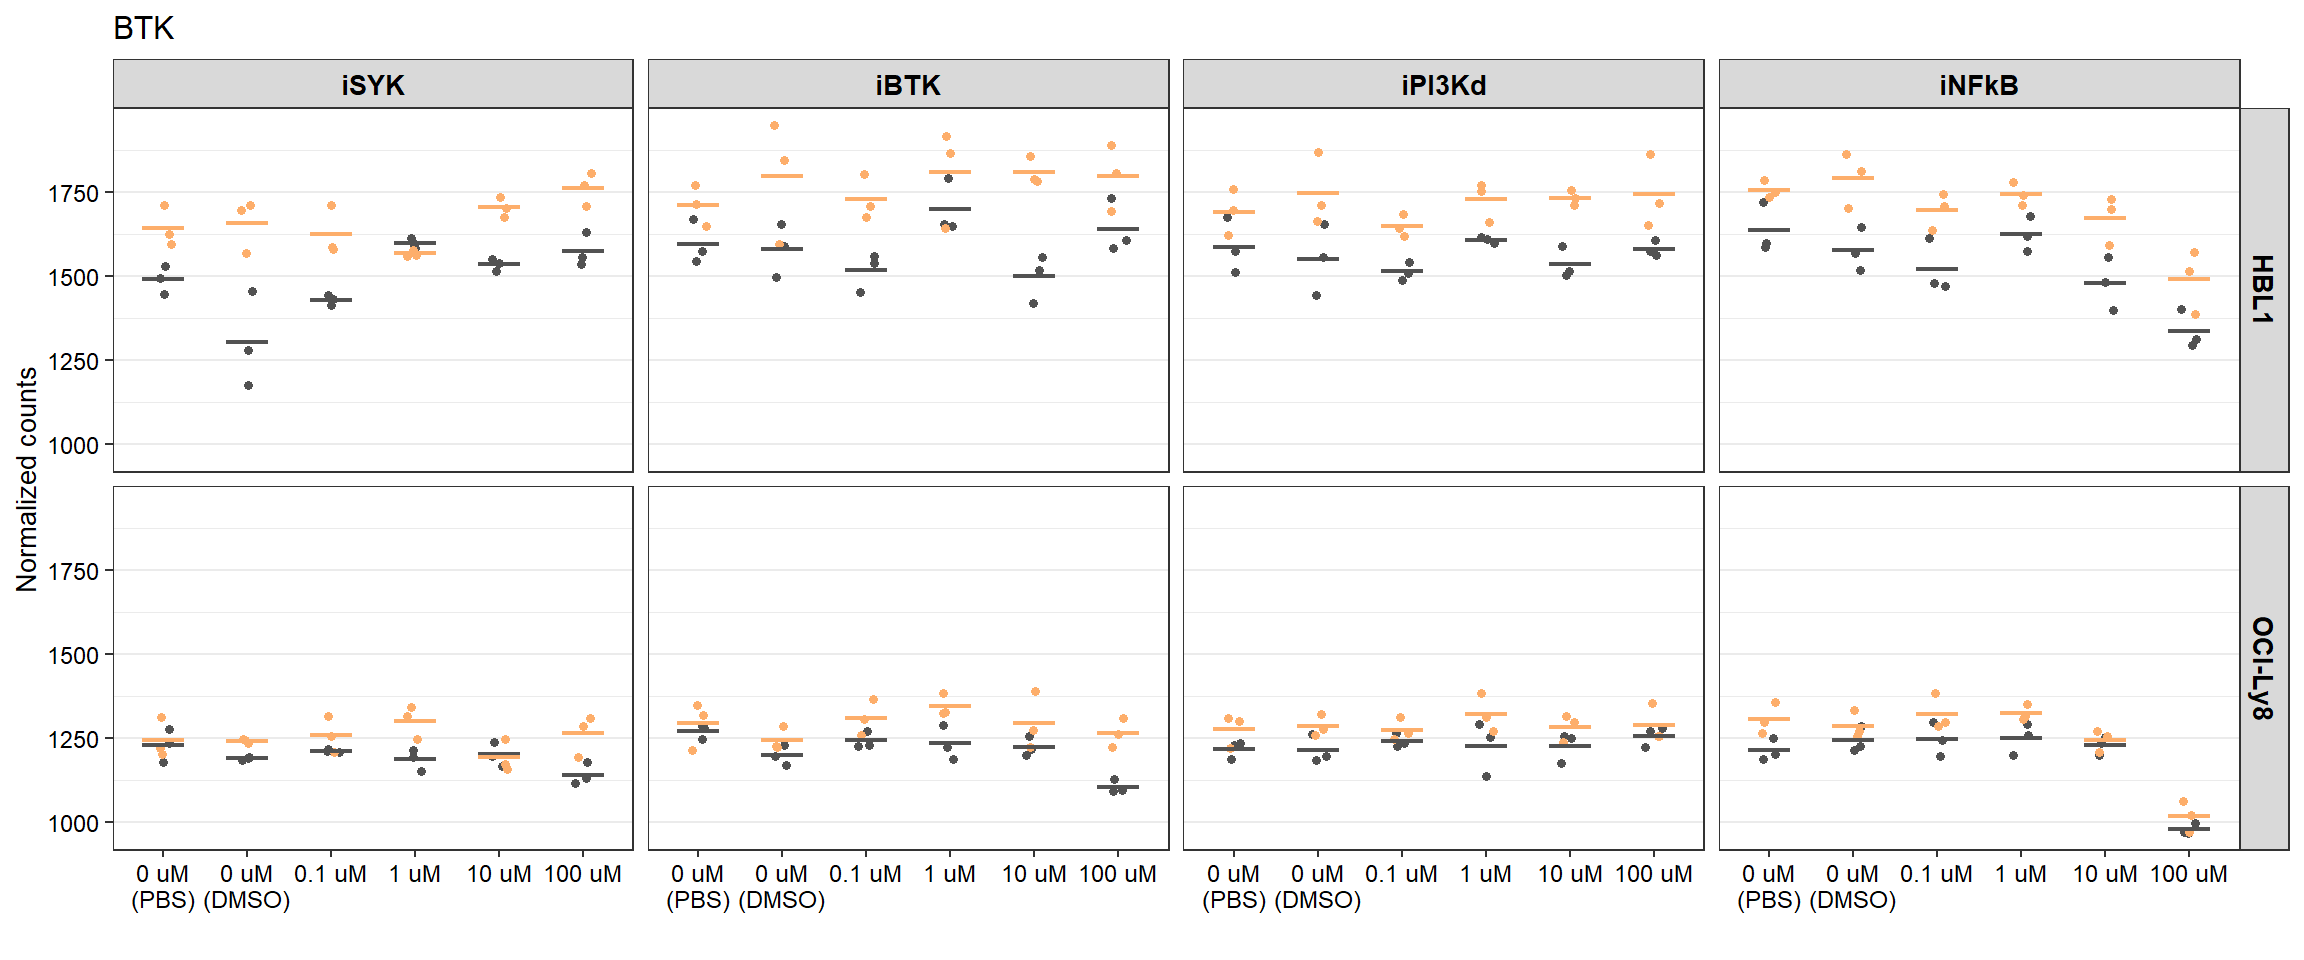 BTK
iSYK
iBTK
iPI3Kd
iNFkB
Normalized counts
1750
1500
1250
1000
HBL1
1750
1500
1250
1000
OCI-Ly8
0 uM (PBS)
0 uM (DMSO)
0.1 uM
1 uM
10 uM
100 uM
0 uM (PBS)
0 uM (DMSO)
0.1 uM
1 uM
10 uM
100 uM
0 uM (PBS)
0 uM (DMSO)
0.1 uM
1 uM
10 uM
100 uM
0 uM (PBS)
0 uM (DMSO)
0.1 uM
1 uM
10 uM
100 uM